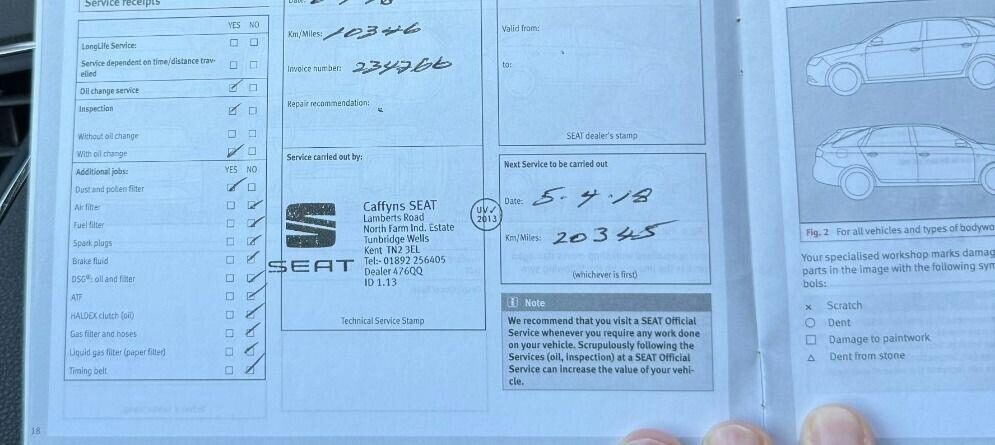 Service receipts
YES NO
LongLife Service:
Service dependent on time/distance trav-
elled
Oil change service
Inspection
Without oil change
With oil change
Additional jobs: YES NO
Dust and pollen filter
Air filter
Fuel filter
Spark plugs
Brake fluid
DSG®: oil and filter
ATF
HALDEX clutch (oil)
Gas filter and hoses
Liquid gas filter (paper filter)
Timing belt
18
Km/Miles: 10346
Invoice number: 234766
Repair recommendation:
Service carried out by:
SEAT
Caffyns SEAT
Lamberts Road
North Farm Ind. Estate
Tunbridge Wells
Kent TN2 3EL
Tel:- 01892 256405
Dealer 476QQ
ID 1.13
UV✓
2013
Technical Service Stamp
Valid from:
to:
SEAT dealer's stamp
Next Service to be carried out
Date: 5.4.18
Km/Miles: 20345
(whichever is first)
i Note
We recommend that you visit a SEAT Official
Service whenever you require any work done
on your vehicle. Scrupulously following the
Services (oil, inspection) at a SEAT Official
Service can increase the value of your vehi-
cle.
Fig. 2 For all vehicles and types of bodywo
Your specialised workshop marks damag
parts in the image with the following sym
bols:
× Scratch
○ Dent
□ Damage to paintwork
△ Dent from stone